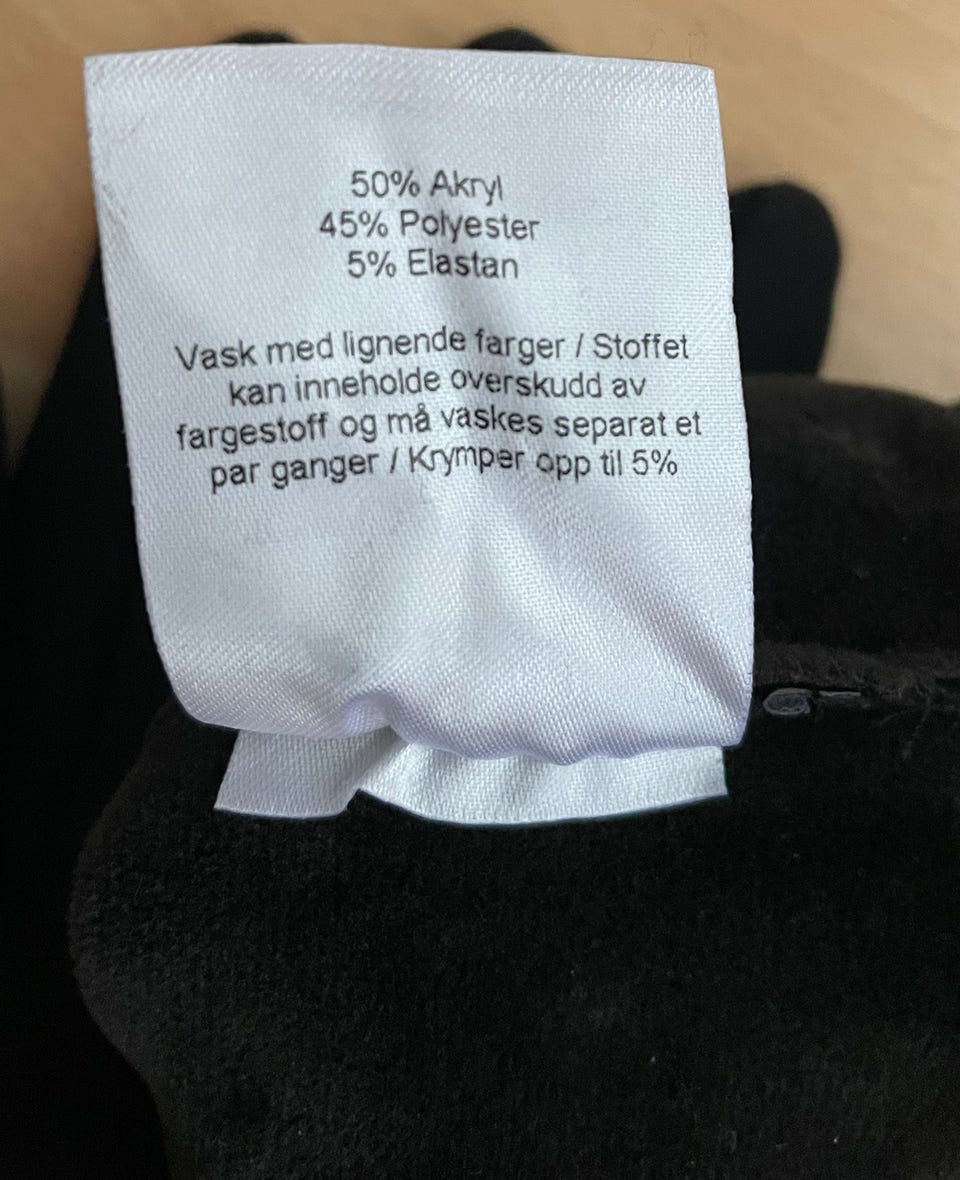 50% Akryl
45% Polyester
5% Elastan
Vask med lignende farger / Stoffet
kan inneholde overskudd av
fargestoff og må vaskes separat et
par ganger / Krymper opp til 5%